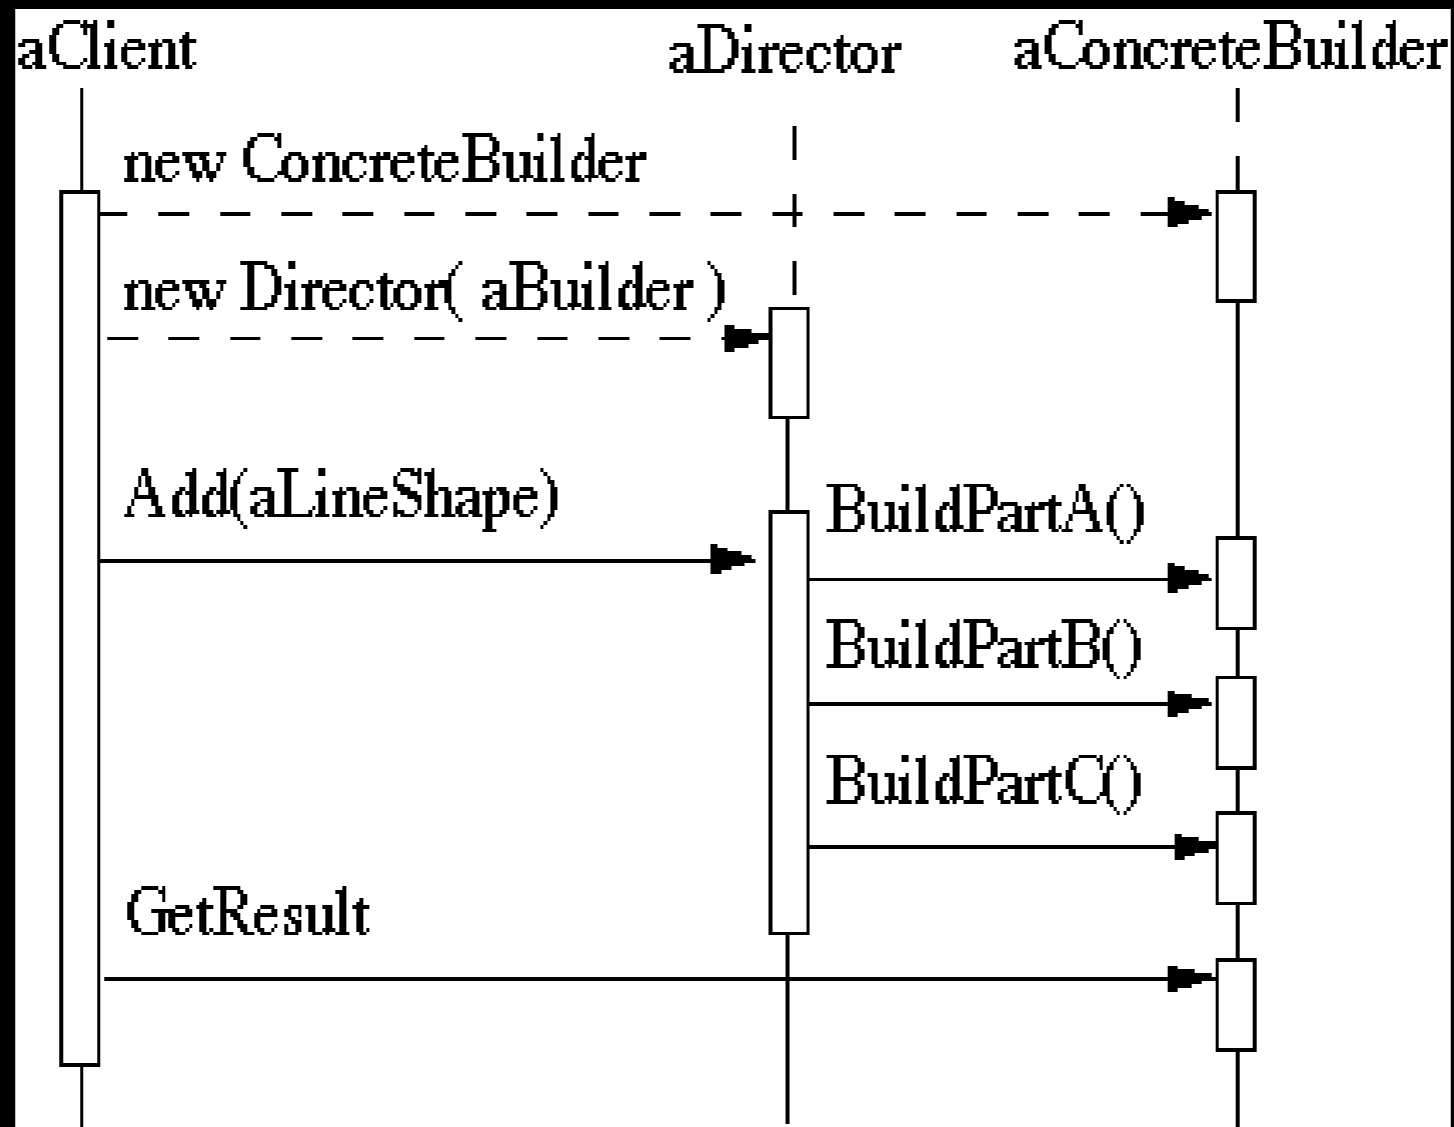 aClient
aDirector
aConcreteBuilder
new ConcreteBuilder
new Director( aBuilder )
Add(aLineShape)
BuildPartA()
BuildPartB()
BuildPartC()
GetResult